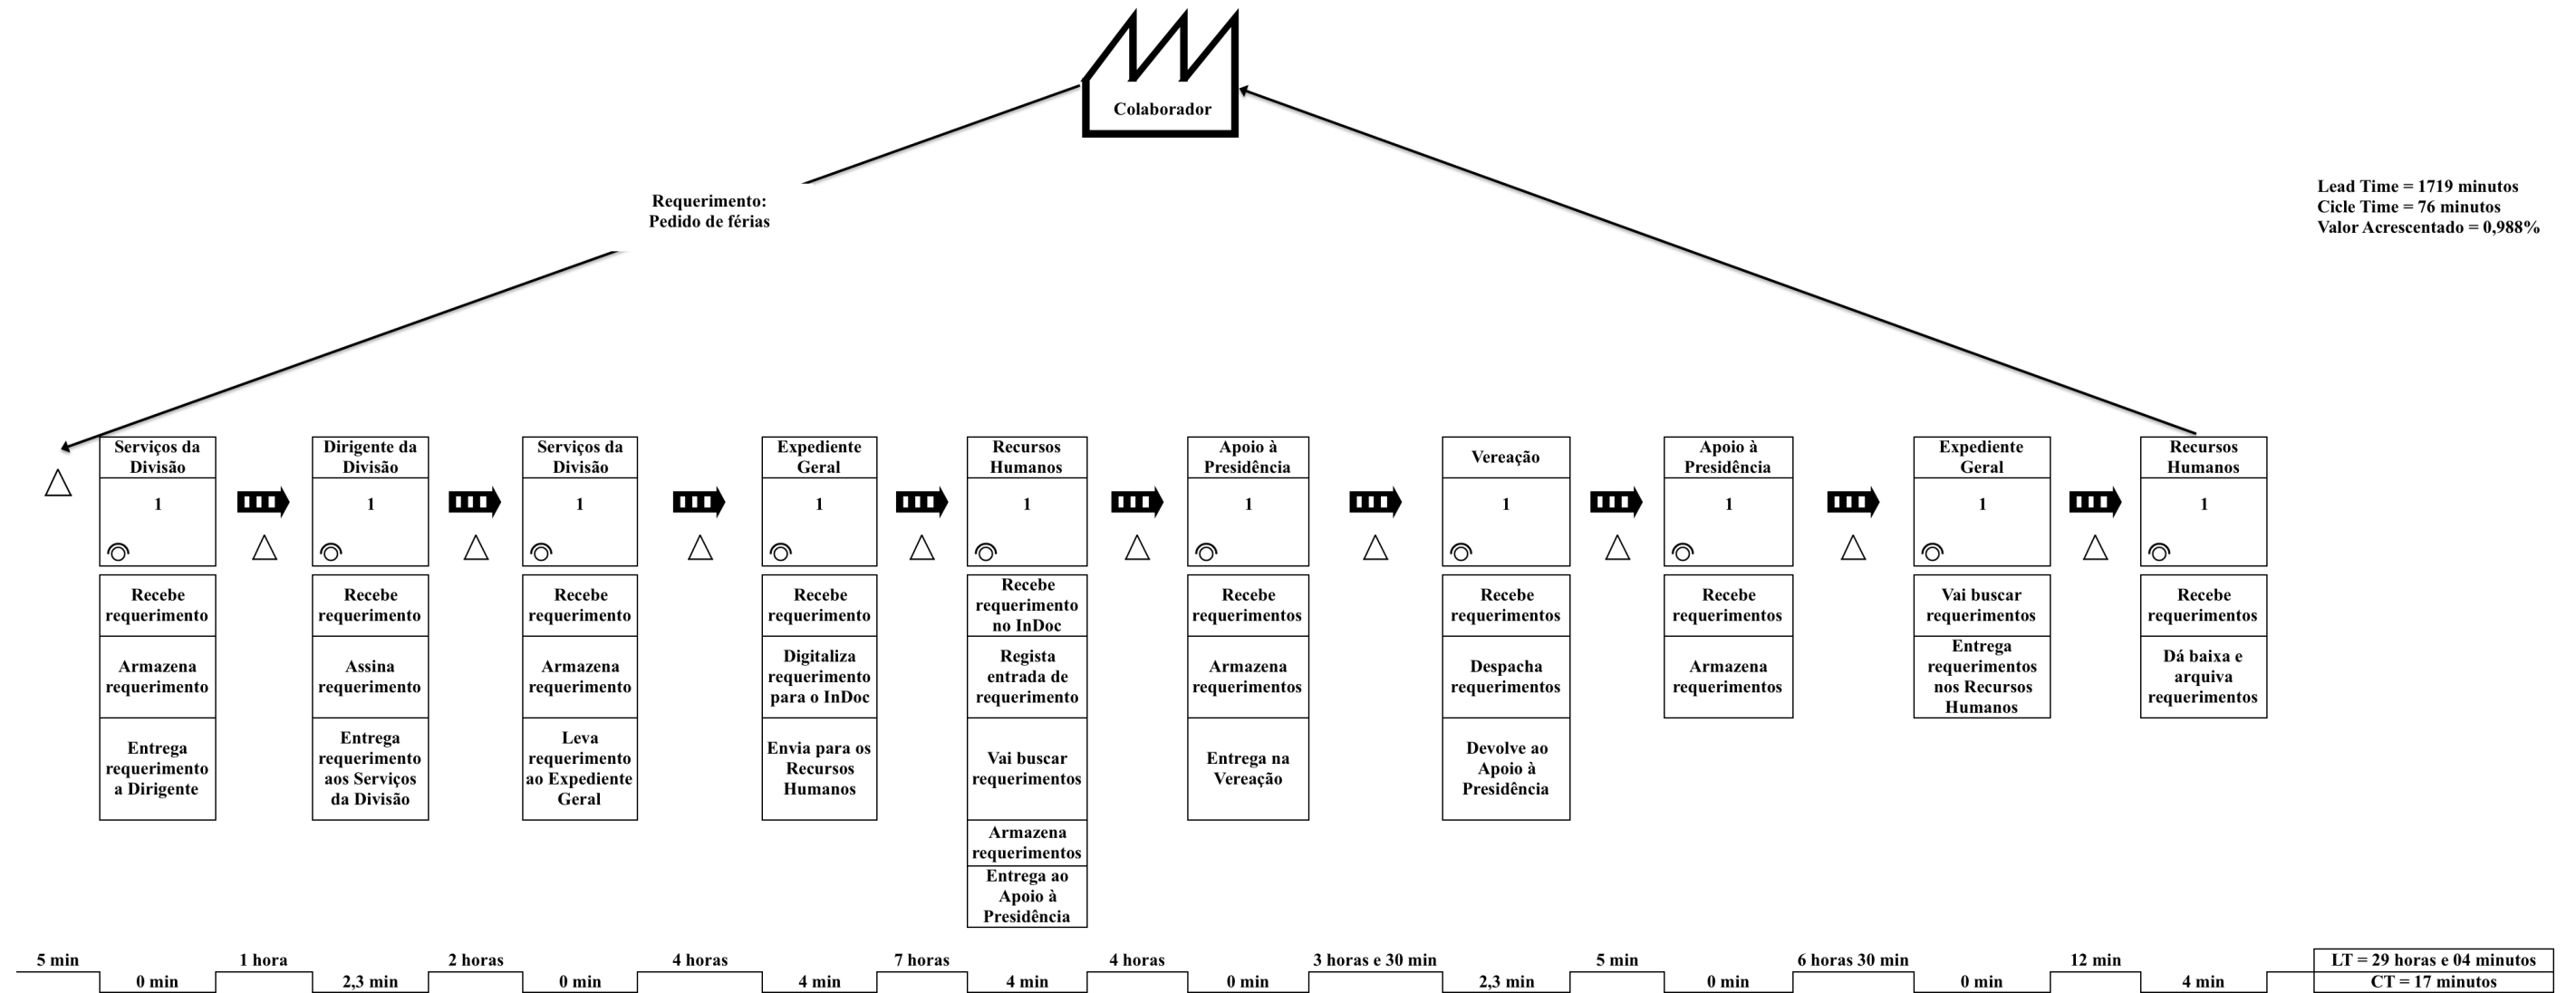 Colaborador
Requerimento:
Pedido de férias
Lead Time = 1719 minutos
Cicle Time = 76 minutos
Valor Acrescentado = 0,988%
Serviços da
Divisão
1
Recebe
requerimento
Armazena
requerimento
Entrega
requerimento
a Dirigente
Dirigente da
Divisão
1
Recebe
requerimento
Assina
requerimento
Entrega
requerimento
aos Serviços
da Divisão
Serviços da
Divisão
1
Recebe
requerimento
Armazena
requerimento
Leva
requerimento
ao Expediente
Geral
Expediente
Geral
1
Recebe
requerimento
Digitaliza
requerimento
para o InDoc
Envia para os
Recursos
Humanos
Recursos
Humanos
1
Recebe
requerimento
no InDoc
Regista
entrada de
requerimento
Vai buscar
requerimentos
Armazena
requerimentos
Entrega ao
Apoio à
Presidência
Apoio à
Presidência
1
Recebe
requerimentos
Armazena
requerimentos
Entrega na
Vereação
Vereação
1
Recebe
requerimentos
Despacha
requerimentos
Devolve ao
Apoio à
Presidência
Apoio à
Presidência
1
Recebe
requerimentos
Armazena
requerimentos
Expediente
Geral
1
Vai buscar
requerimentos
Entrega
requerimentos
nos Recursos
Humanos
Recursos
Humanos
1
Recebe
requerimentos
Dá baixa e
arquiva
requerimentos
5 min
0 min
1 hora
2,3 min
2 horas
0 min
4 horas
4 min
7 horas
4 min
4 horas
0 min
3 horas e 30 min
2,3 min
5 min
0 min
6 horas 30 min
0 min
12 min
4 min
LT = 29 horas e 04 minutos
CT = 17 minutos